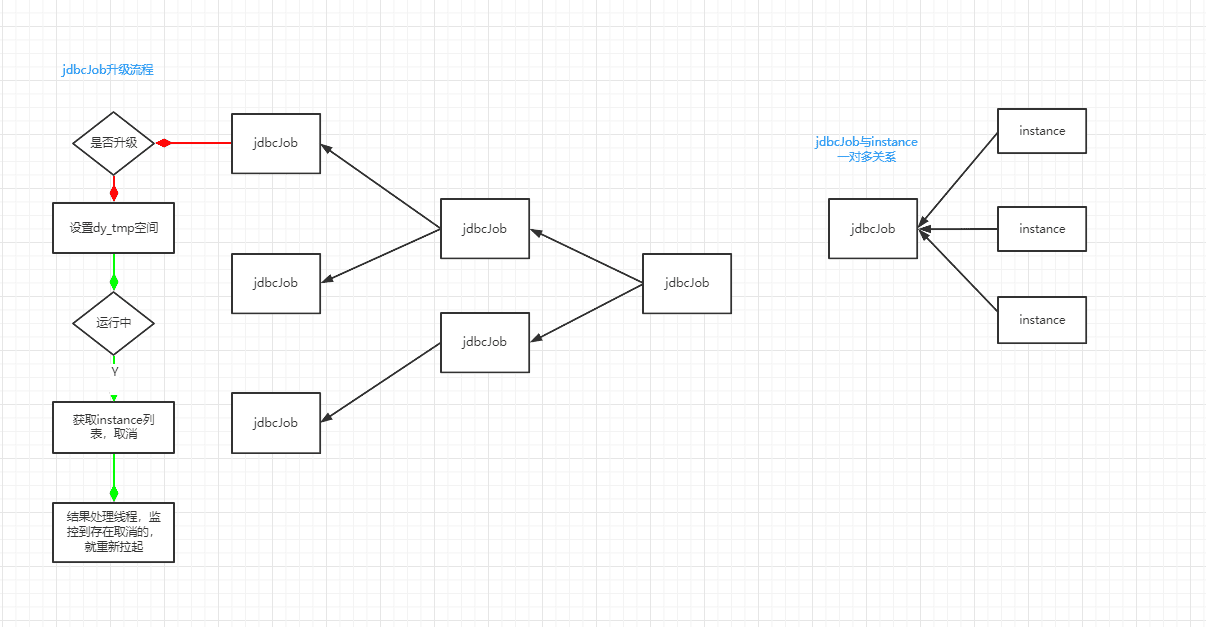 jdbcJob升级流程
是否升级
设置dy_tmp空间
运行中
Y
获取instance列
表，取消
结果处理线程，监
控到存在取消的，
就重新拉起
jdbcJob
jdbcJob
jdbcJob
jdbcJob
jdbcJob
jdbcJob
jdbcJob与instance
一对多关系
jdbcJob
instance
instance
instance